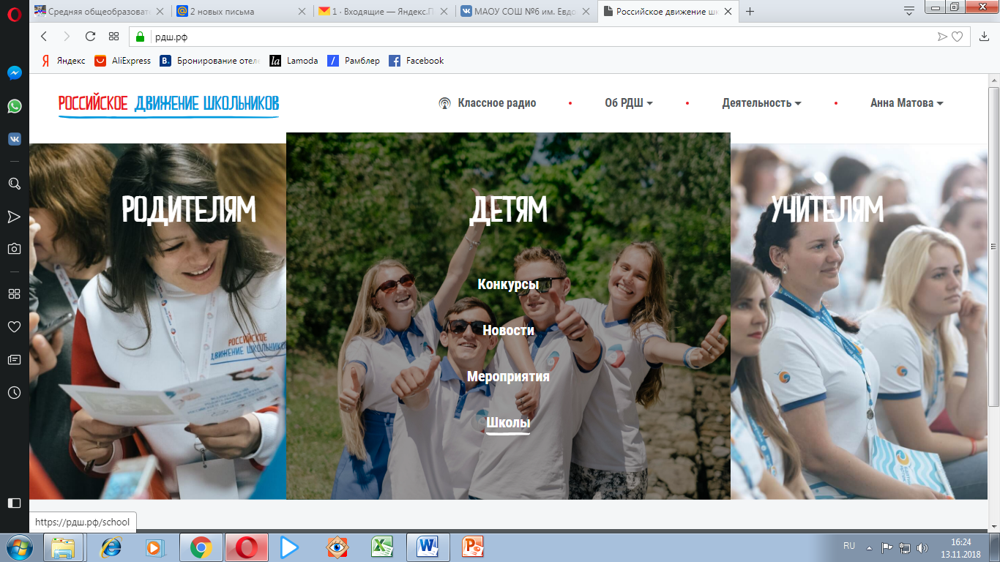 Средняя общеобразоват
2 новых письма
1 · Входящие — Яндекс.П
МАОУ СОШ №6 им. Евдо
Российское движение шк
рдш.рф
Яндекс
AliExpress
Бронирование отеле
Lamoda
Рамблер
Facebook
РОССИЙСКОЕ ДВИЖЕНИЕ ШКОЛЬНИКОВ
Классное радио
Об РДШ
Деятельность
Анна Матова
РОДИТЕЛЯМ
ДЕТЯМ
УЧИТЕЛЯМ
Конкурсы
Новости
Мероприятия
Школы
РОССИЙСКОЕ
ДВИЖЕНИЕ ШКОЛЬНИКОВ
https://рдш.рф/school
RU
16:24
13.11.2018